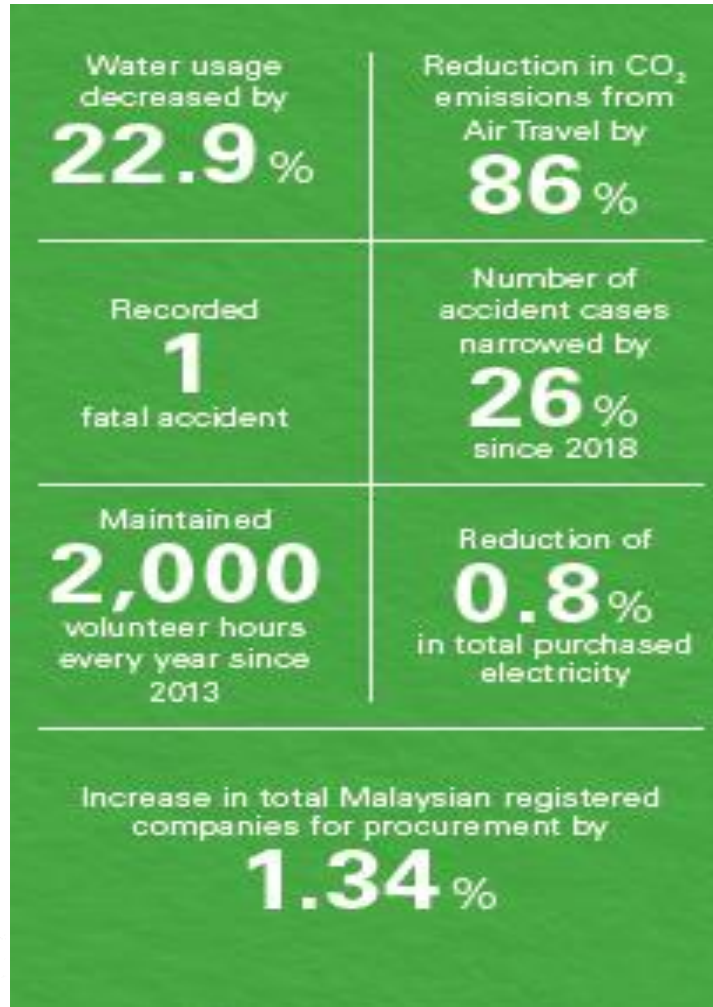 Water usage
decreased by
22.9 %
Reduction in CO₂
emissions from
Air Travel by
86 %
Recorded
1
fatal accident
Number of
accident cases
narrowed by
26 %
since 2018
Maintained
2,000
volunteer hours
every year since
2013
Reduction of
0.8 %
in total purchased
electricity
Increase in total Malaysian registered
companies for procurement by
1.34 %